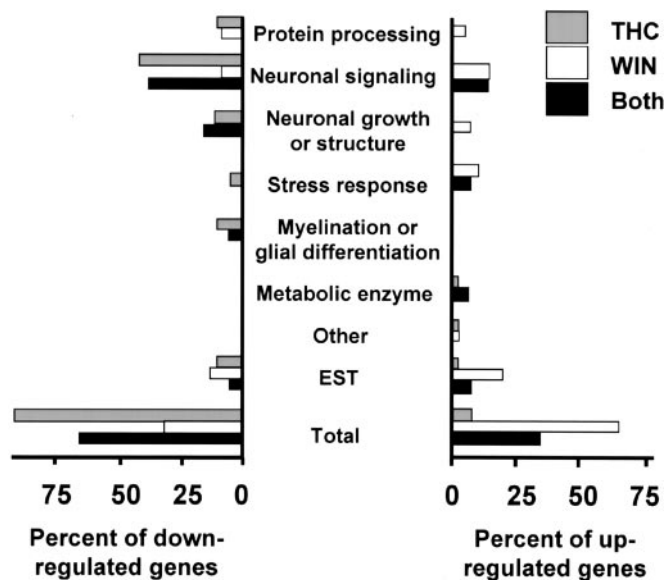 Protein processing
Neuronal signaling
Neuronal growth
or structure
Stress response
Myelination or
glial differentiation
Metabolic enzyme
Other
EST
Total
THC
WIN
Both
75 50 25 0
0 25 50 75
Percent of down-
regulated genes
Percent of up-
regulated genes